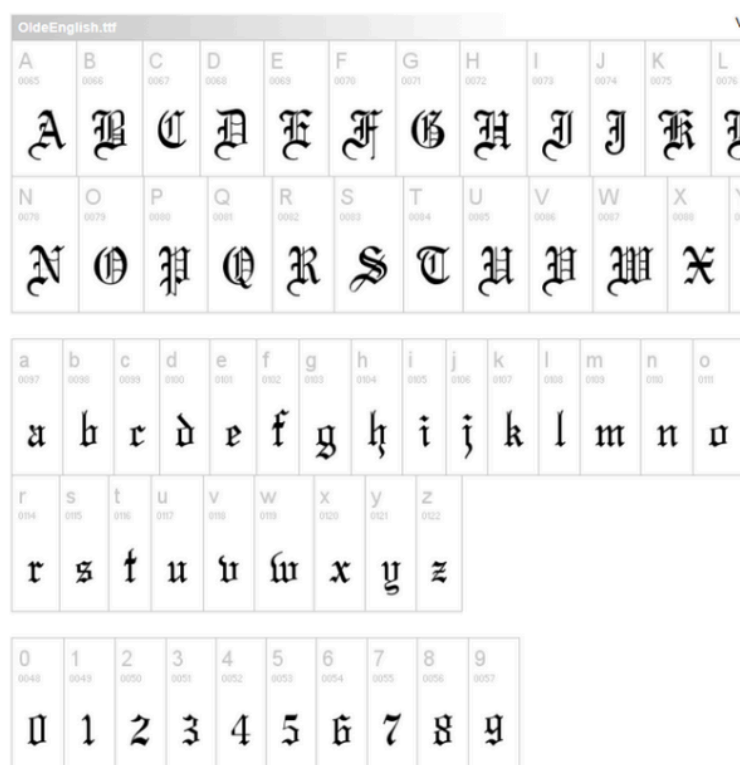 OldeEnglish.ttf
A B C D E F G H I J K L
0065 0066 0067 0068 0069 0070 0071 0072 0073 0074 0075 0076
A B C D E F G H I J K
N O P Q R S T U V W X
0078 0079 0080 0081 0082 0083 0084 0085 0086 0087 0088
N O P Q R S T U V W X
a b c d e f g h i j k l m n o
0097 0098 0099 0100 0101 0102 0103 0104 0105 0106 0107 0108 0109 0110 0111
a b c d e f g h i j k l m n o
r s t u v w x y z
0114 0115 0116 0117 0118 0119 0120 0121 0122
r s t u v w x y z
0 1 2 3 4 5 6 7 8 9
0048 0049 0050 0051 0052 0053 0054 0055 0056 0057
0 1 2 3 4 5 6 7 8 9